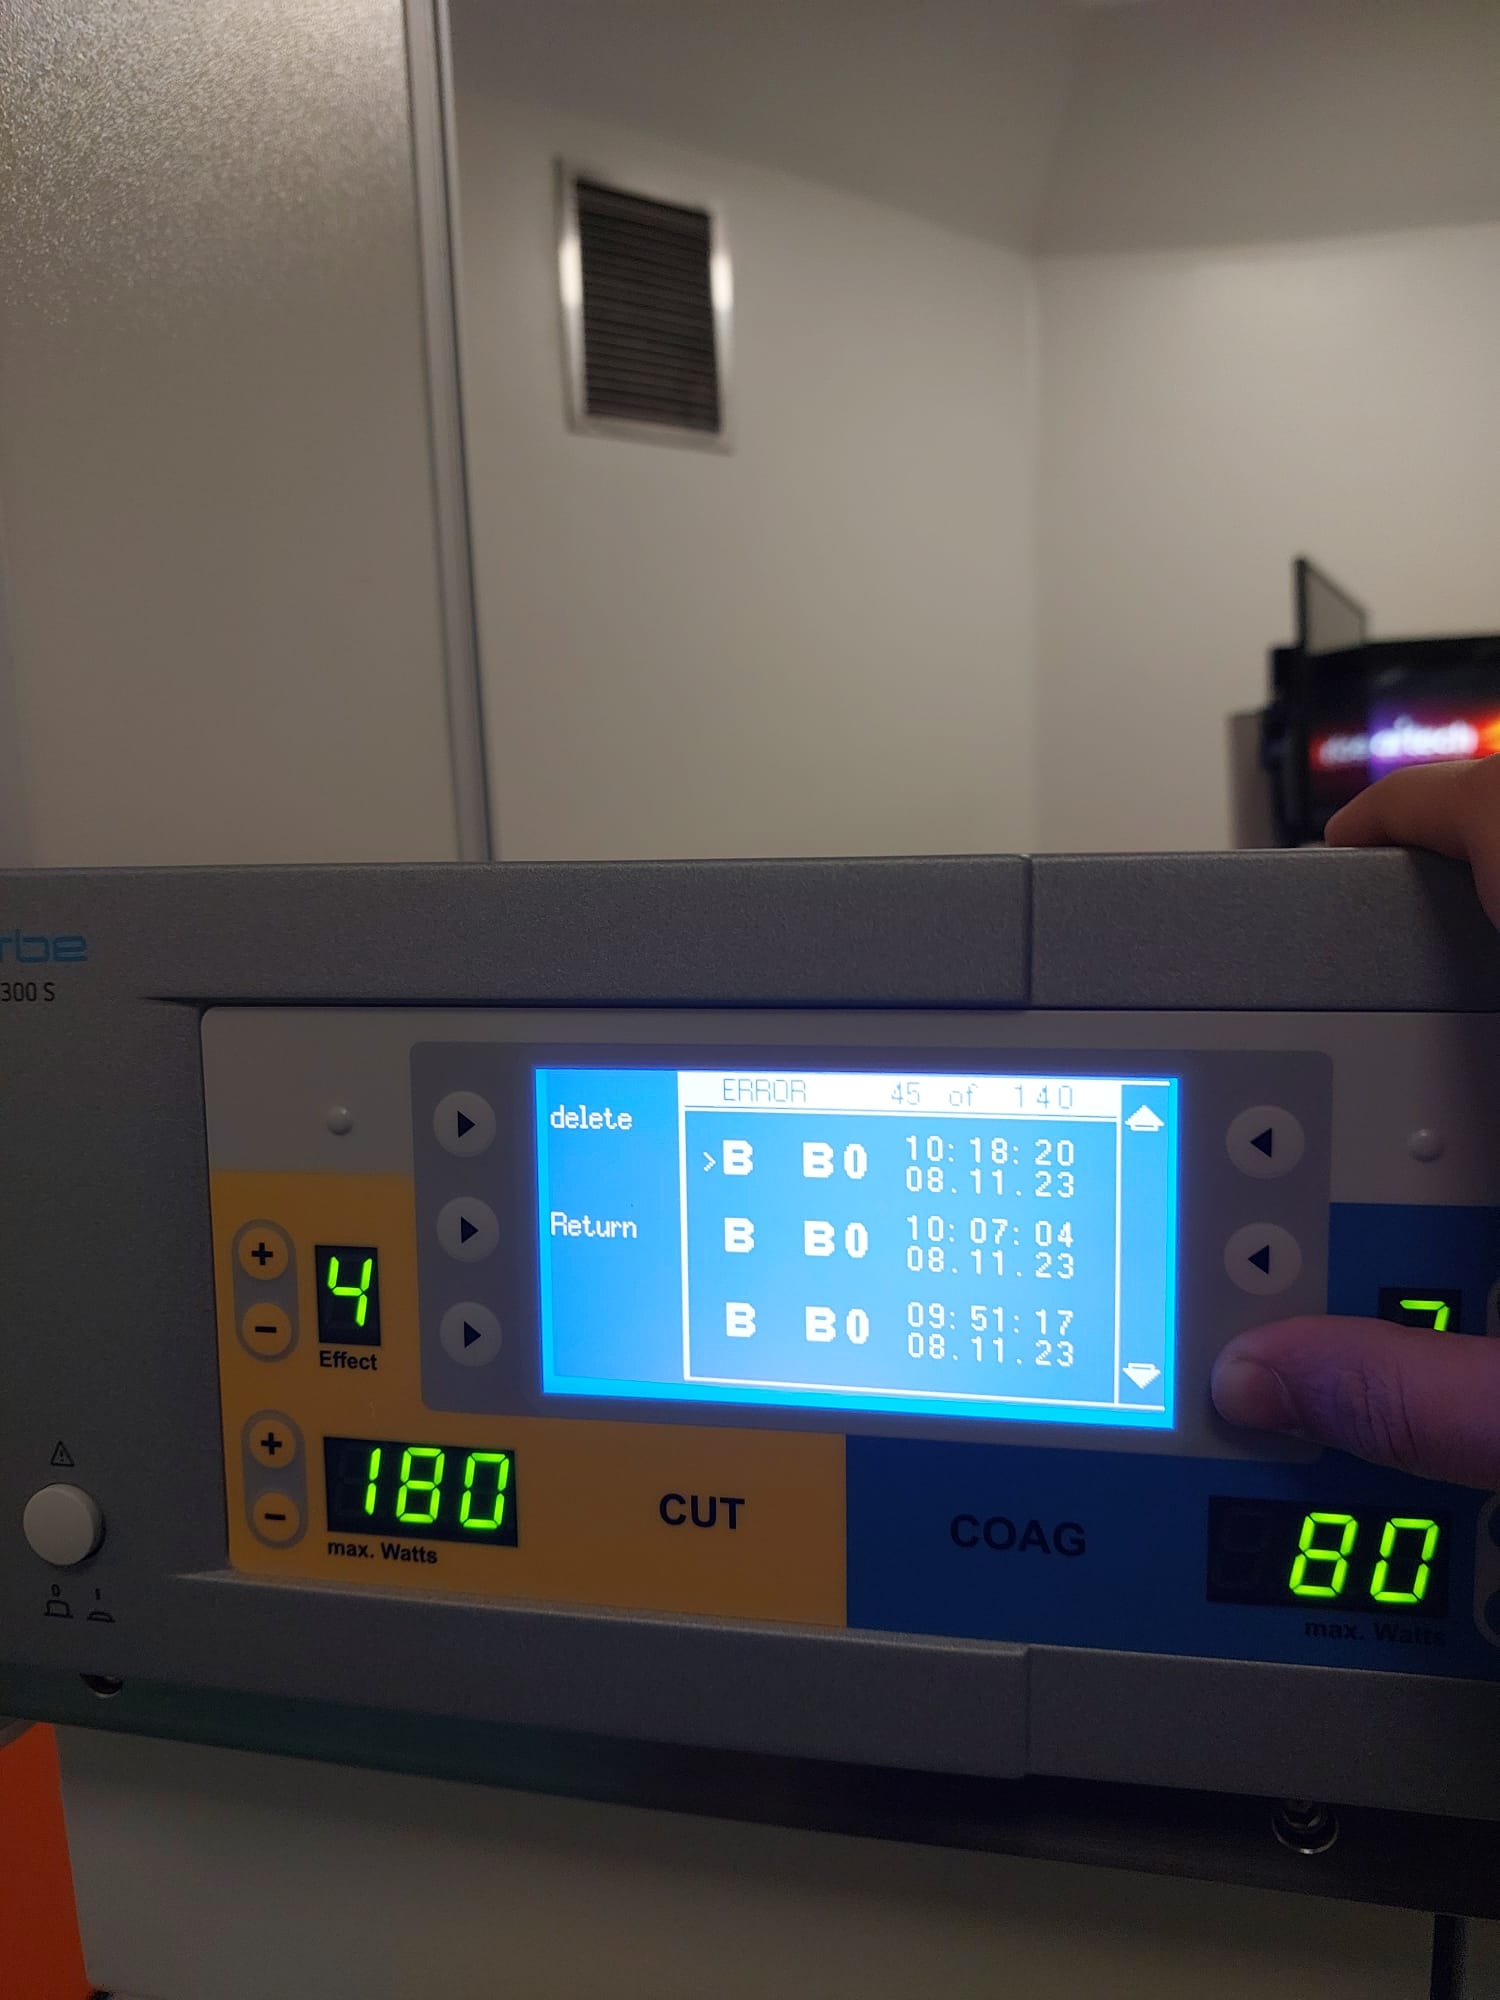 rbe
300 S
ERROR 45 of 140
delete
>B B0 10:18:20
08.11.23
Return
B B0 10:07:04
08.11.23
B B0 09:51:17
08.11.23
+
-
4
Effect
7
+
-
180
max. Watts
CUT
COAG
80
max. Watts
0 I